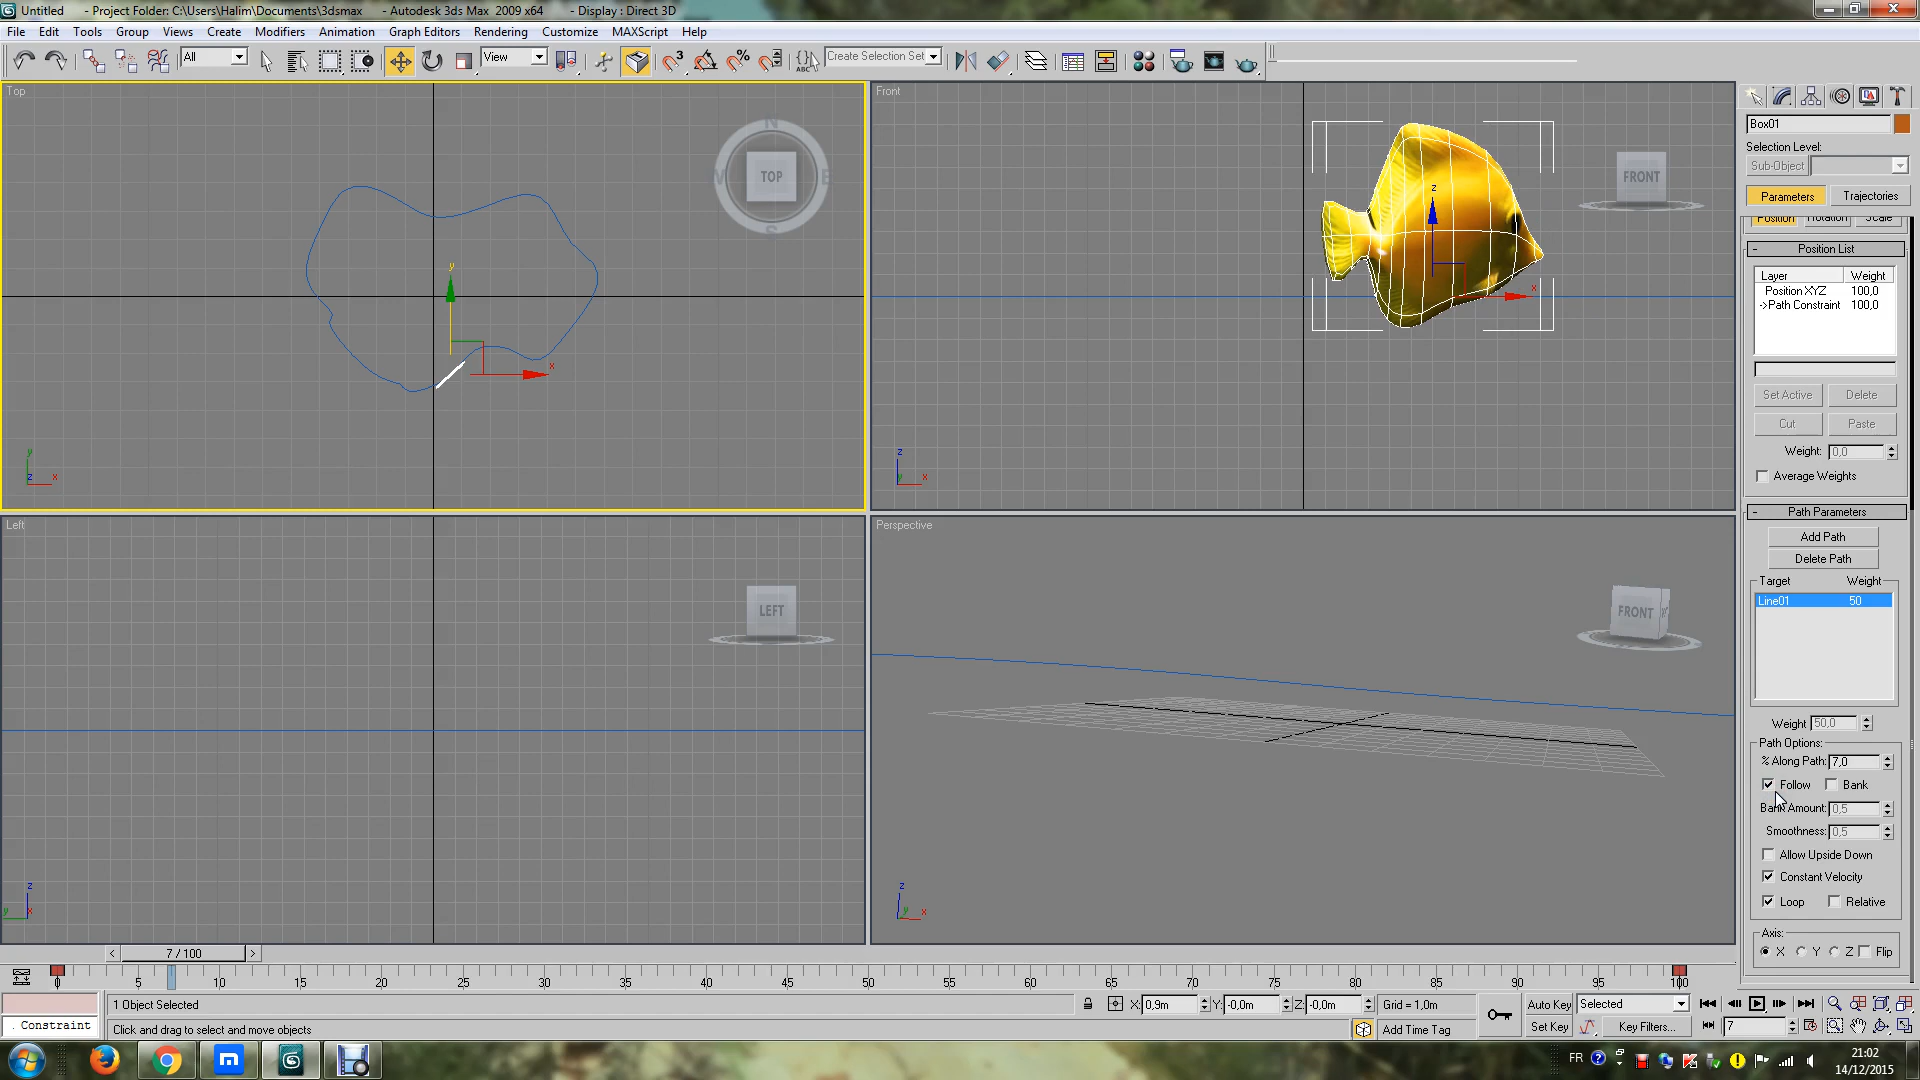 Untitled - Project Folder: C:\Users\Halim\Documents\3dsmax - Autodesk 3ds Max 2009 x64 - Display : Direct 3D
File Edit Tools Group Views Create Modifiers Animation Graph Editors Rendering Customize MAXScript Help
All View Create Selection Set
Top
N
TOP
E
S
y
x
y
z x
Front
FRONT
z
x
z
y x
Left
LEFT
z
y x
Perspective
FRONT
z
y x
Box01
Selection Level:
Sub-Object
Parameters Trajectories
Position Rotation Scale
- Position List
Layer Weight
Position XYZ 100,0
->Path Constraint 100,0
Set Active Delete
Cut Paste
Weight: 0,0
Average Weights
- Path Parameters
Add Path
Delete Path
Target Weight
Line01 50
Weight 50,0
Path Options:
% Along Path: 7,0
Follow Bank
Bank Amount: 0,5
Smoothness: 0,5
Allow Upside Down
Constant Velocity
Loop Relative
Axis:
X Y Z Flip
< 7 / 100 >
0 5 10 15 20 25 30 35 40 45 50 55 60 65 70 75 80 85 90 95 100
1 Object Selected X: 0,9m Y: -0,0m Z: -0,0m Grid = 1,0m Auto Key Selected
. Constraint Click and drag to select and move objects Add Time Tag Set Key Key Filters... 7
FR 21:02
14/12/2015